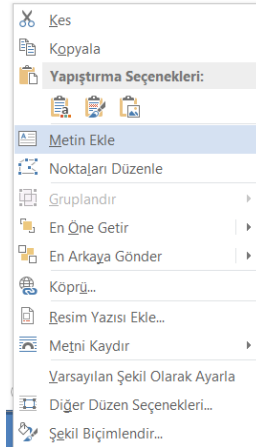 Kes
Kopyala
Yapıştırma Seçenekleri:
Metin Ekle
Noktaları Düzenle
Gruplandır
En Öne Getir
En Arkaya Gönder
Köprü...
Resim Yazısı Ekle...
Metni Kaydır
Varsayılan Şekil Olarak Ayarla
Diğer Düzen Seçenekleri...
Şekil Biçimlendir...